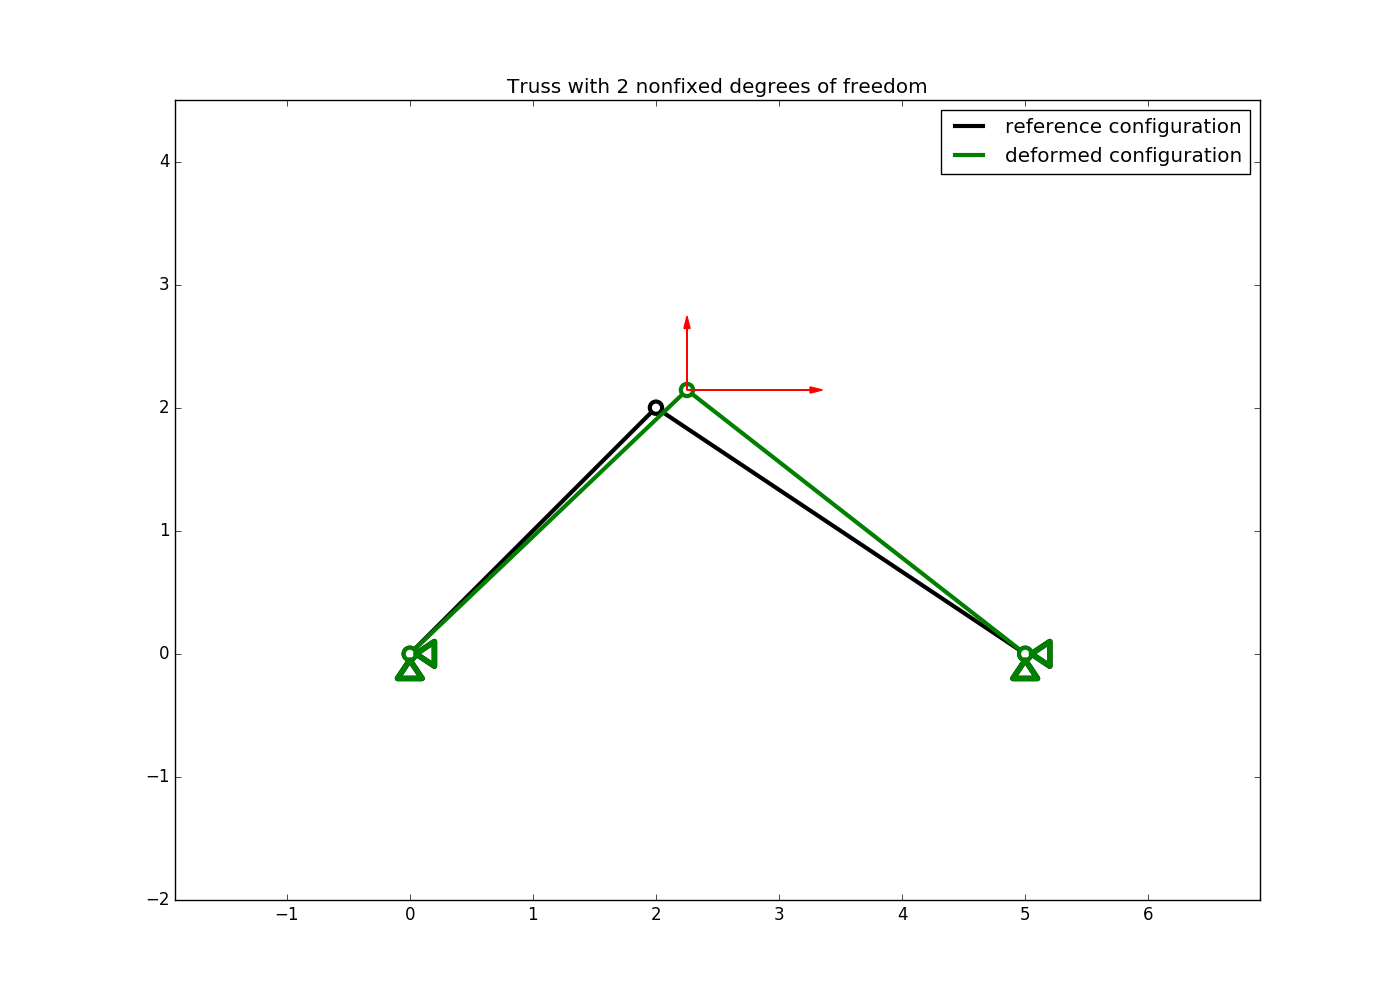 Truss with 2 nonfixed degrees of freedom
reference configuration
deformed configuration
4
3
2
1
0
−1
−2
−1 0 1 2 3 4 5 6